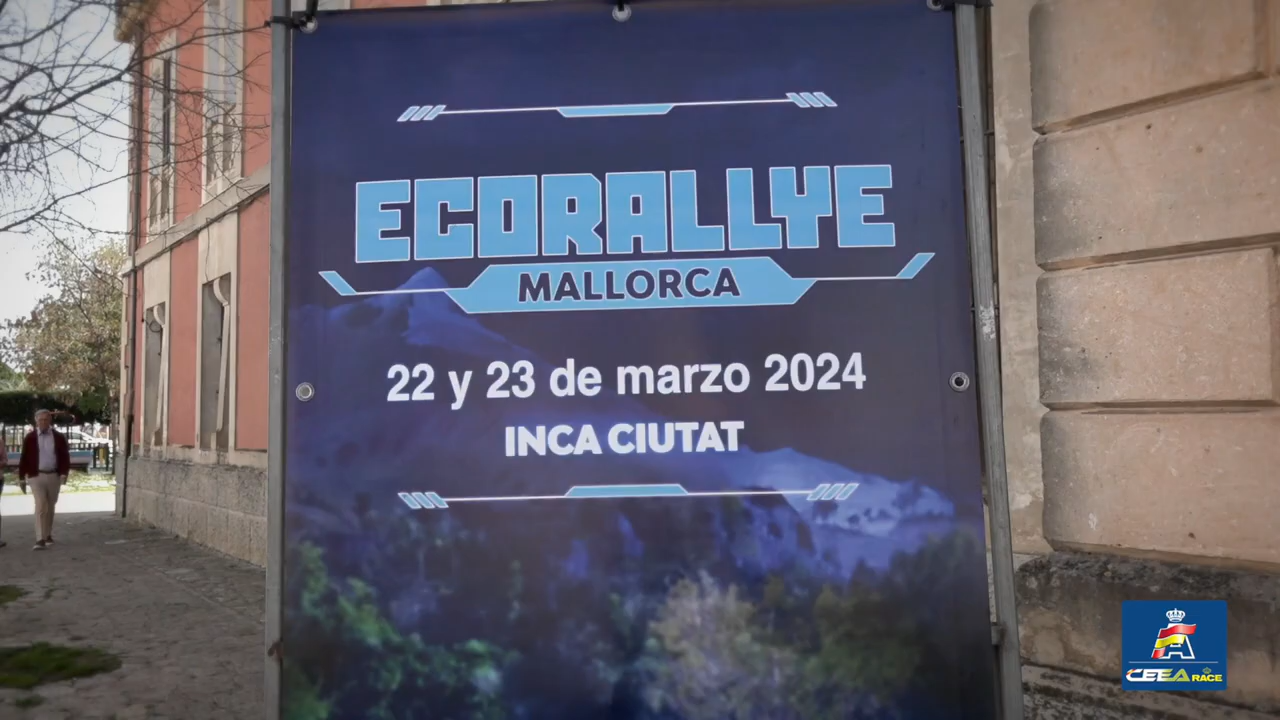 ECORALLYE
MALLORCA
22 y 23 de marzo 2024
INCA CIUTAT
CEEA RACE